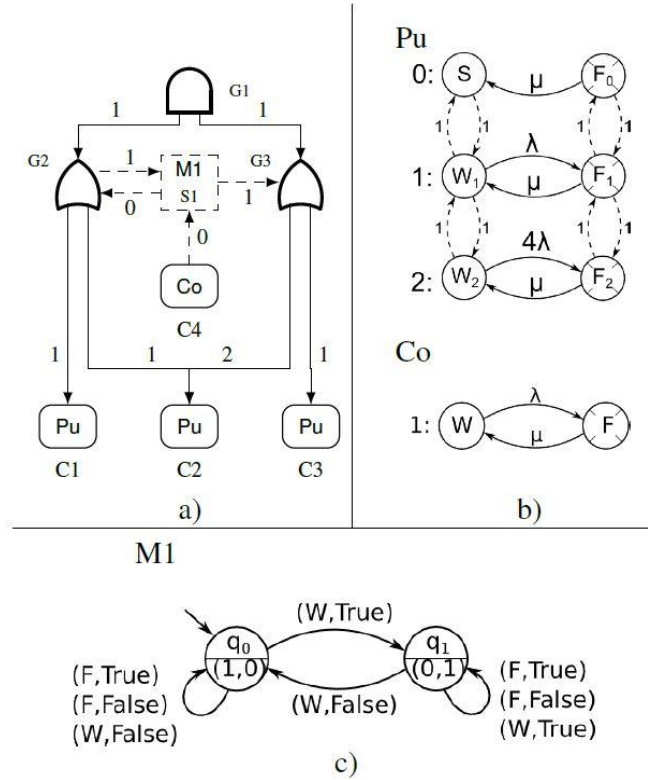 G1
1 1
G2 1 M1 G3
S1
0 1
0
Co
C4
1 1 2 1
Pu Pu Pu
C1 C2 C3
a)
Pu
0: S μ F0
1 1 1 1
λ
1: W1 F1
μ
1 1 1 1
4λ
2: W2 F2
μ
Co
λ
1: W F
μ
b)
M1
(W,True)
q0 q1
(1,0) (0,1)
(F,True) (F,True)
(F,False) (W,False) (F,False)
(W,False) (W,True)
c)